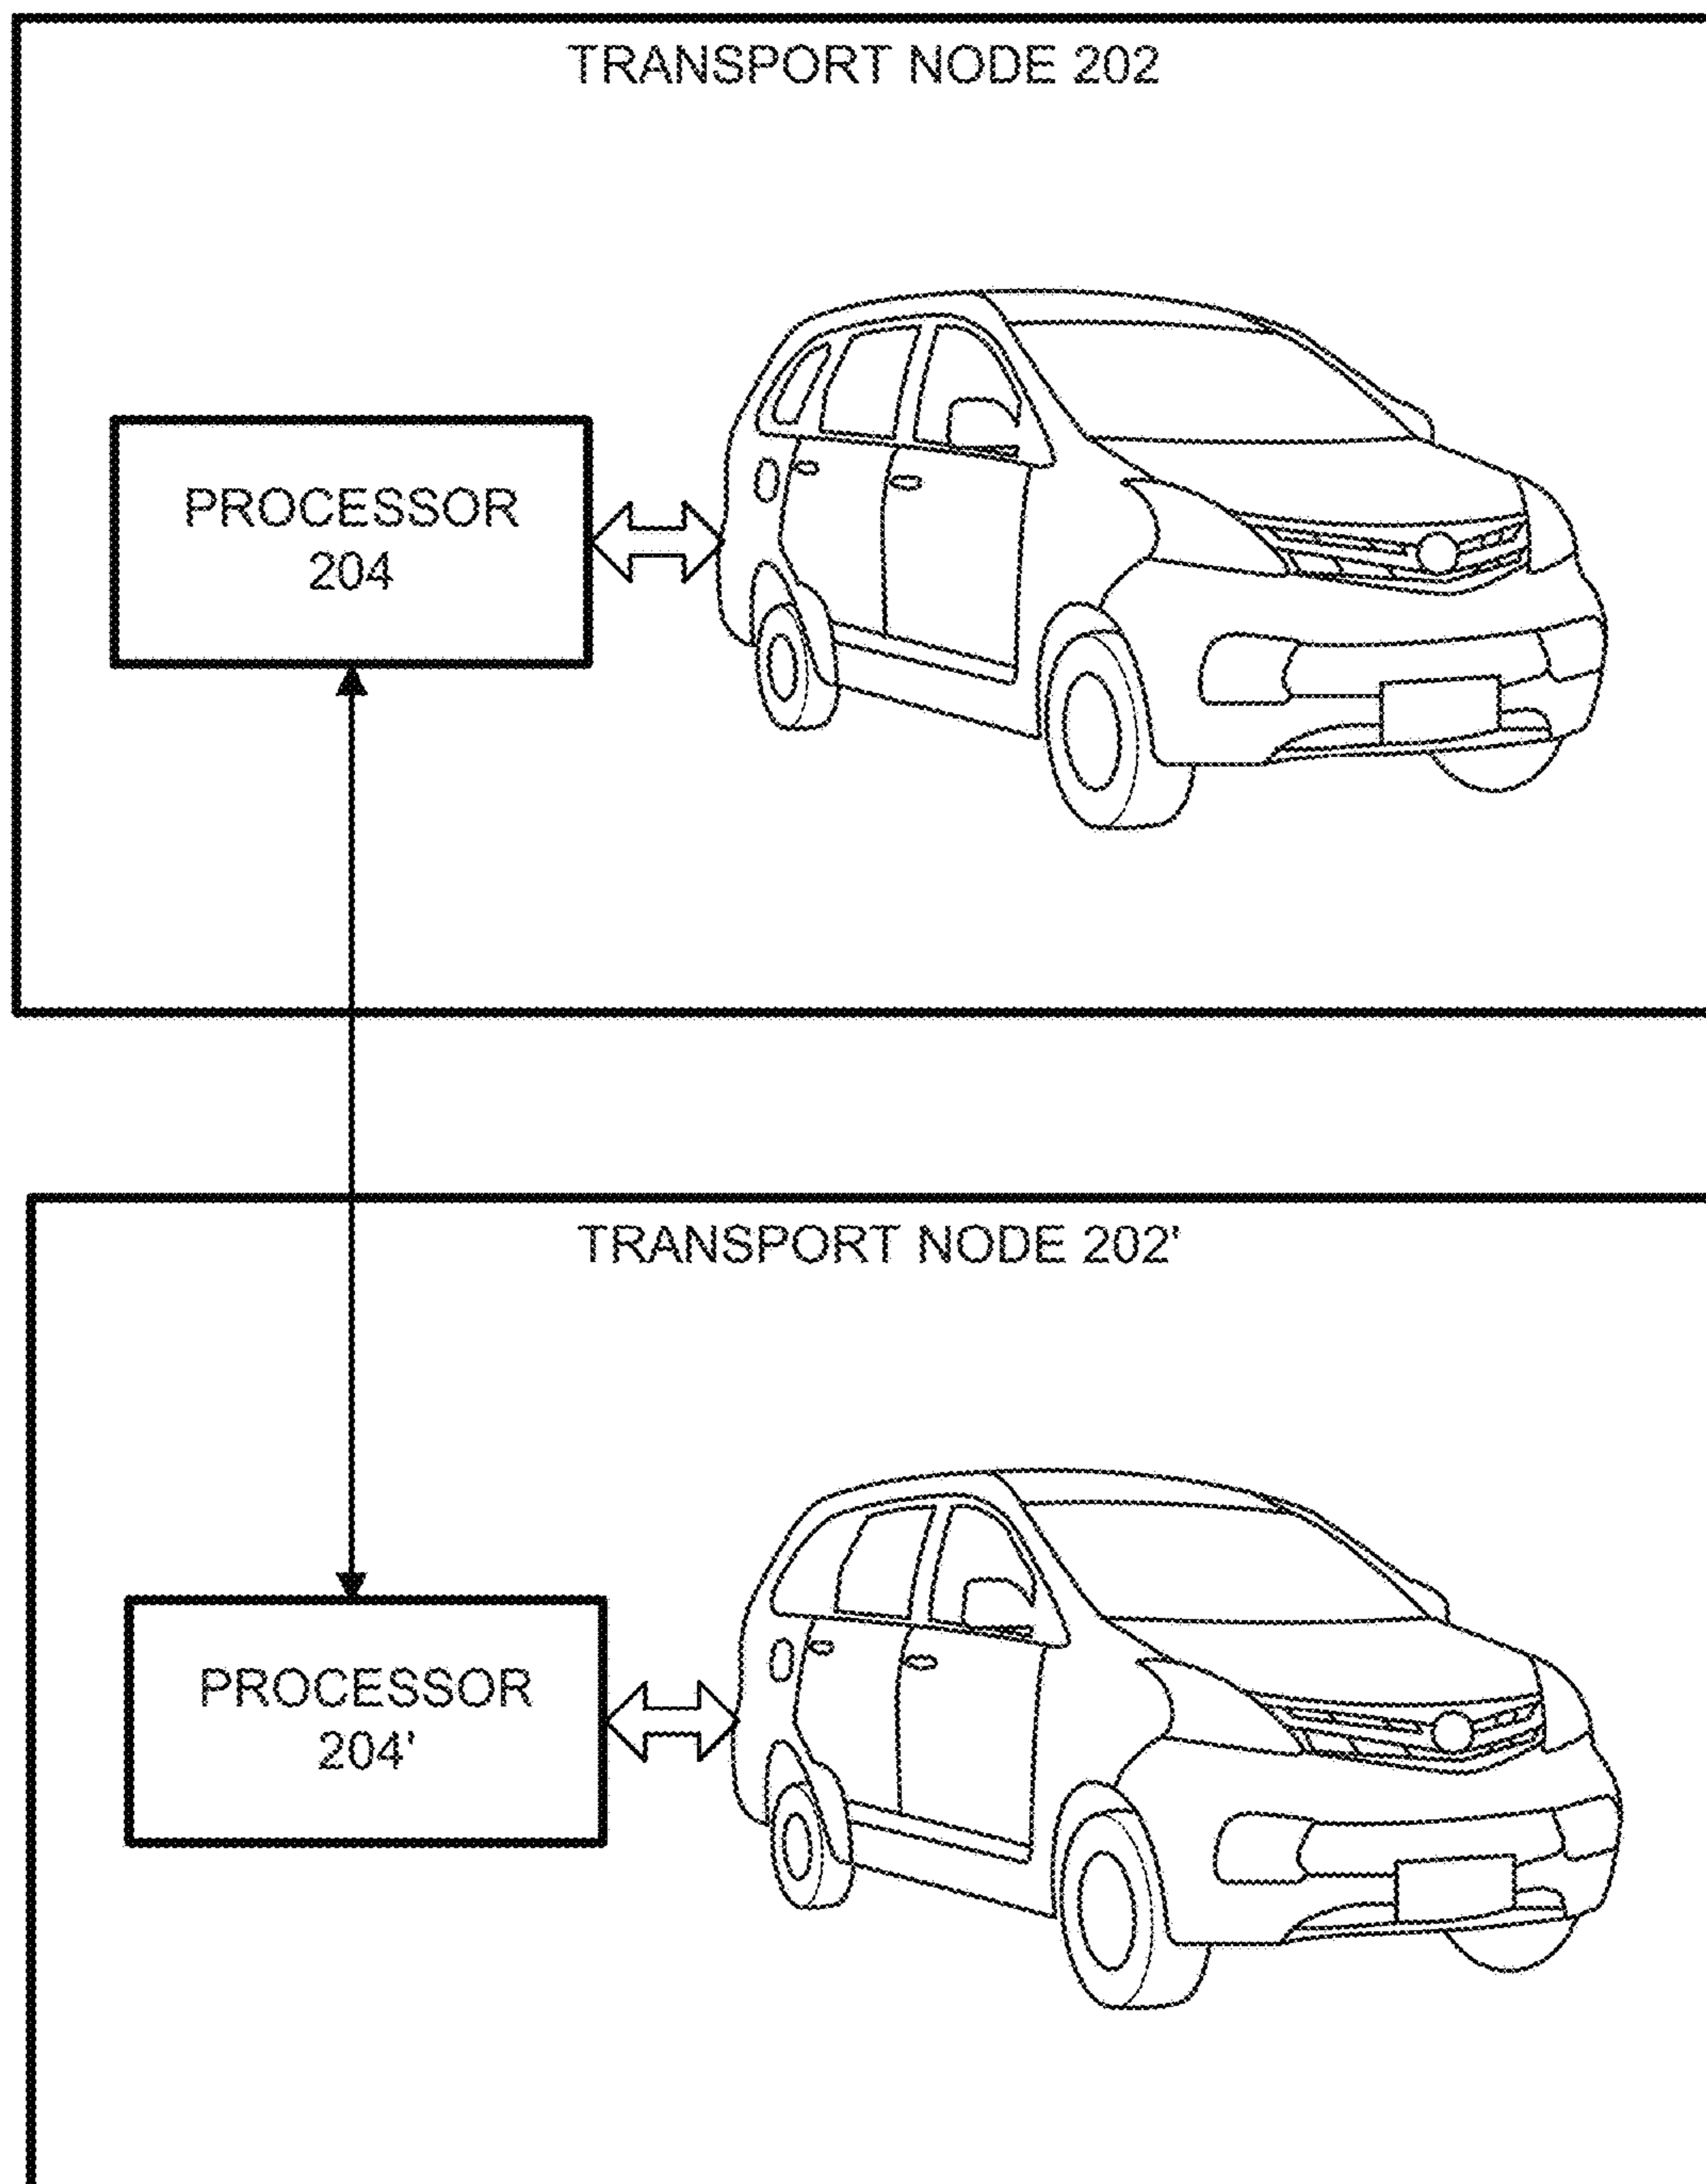 TRANSPORT NODE 202
PROCESSOR
204
TRANSPORT NODE 202'
PROCESSOR
204'